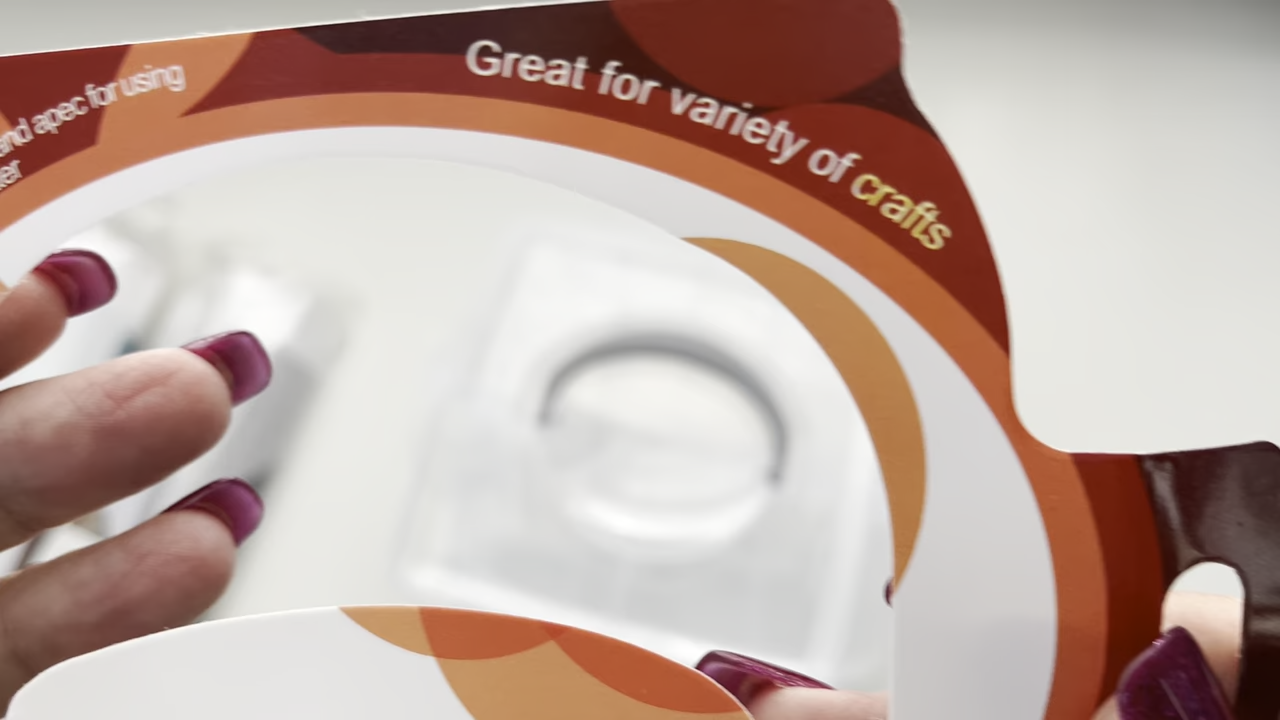 and apec for using
Great for variety of crafts